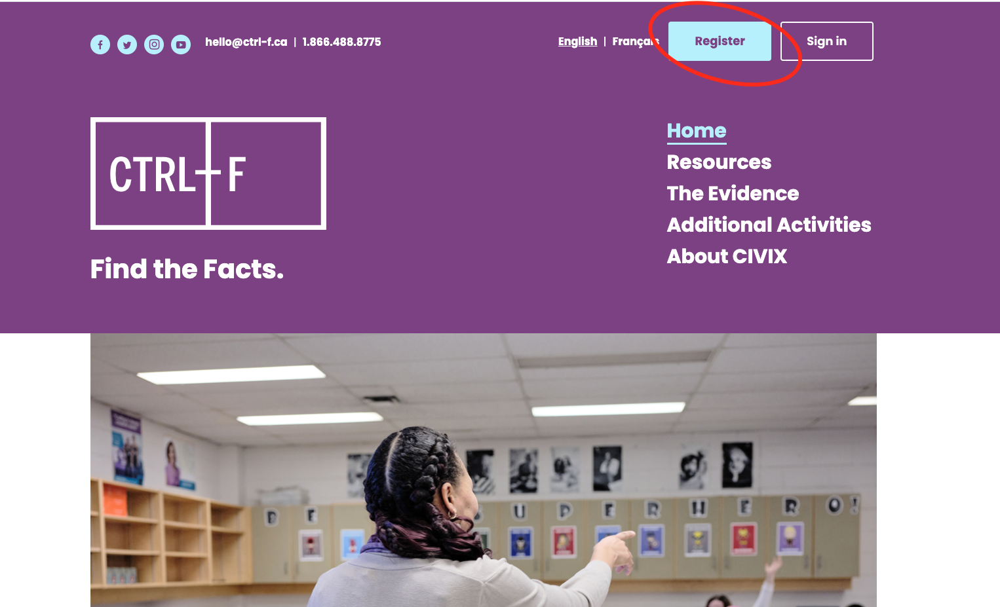 hello@ctrl-f.ca | 1.866.488.8775
English | Français
Register
Sign in
CTRL+F
Find the Facts.
Home
Resources
The Evidence
Additional Activities
About CIVIX
B E
U P E R H E R O !